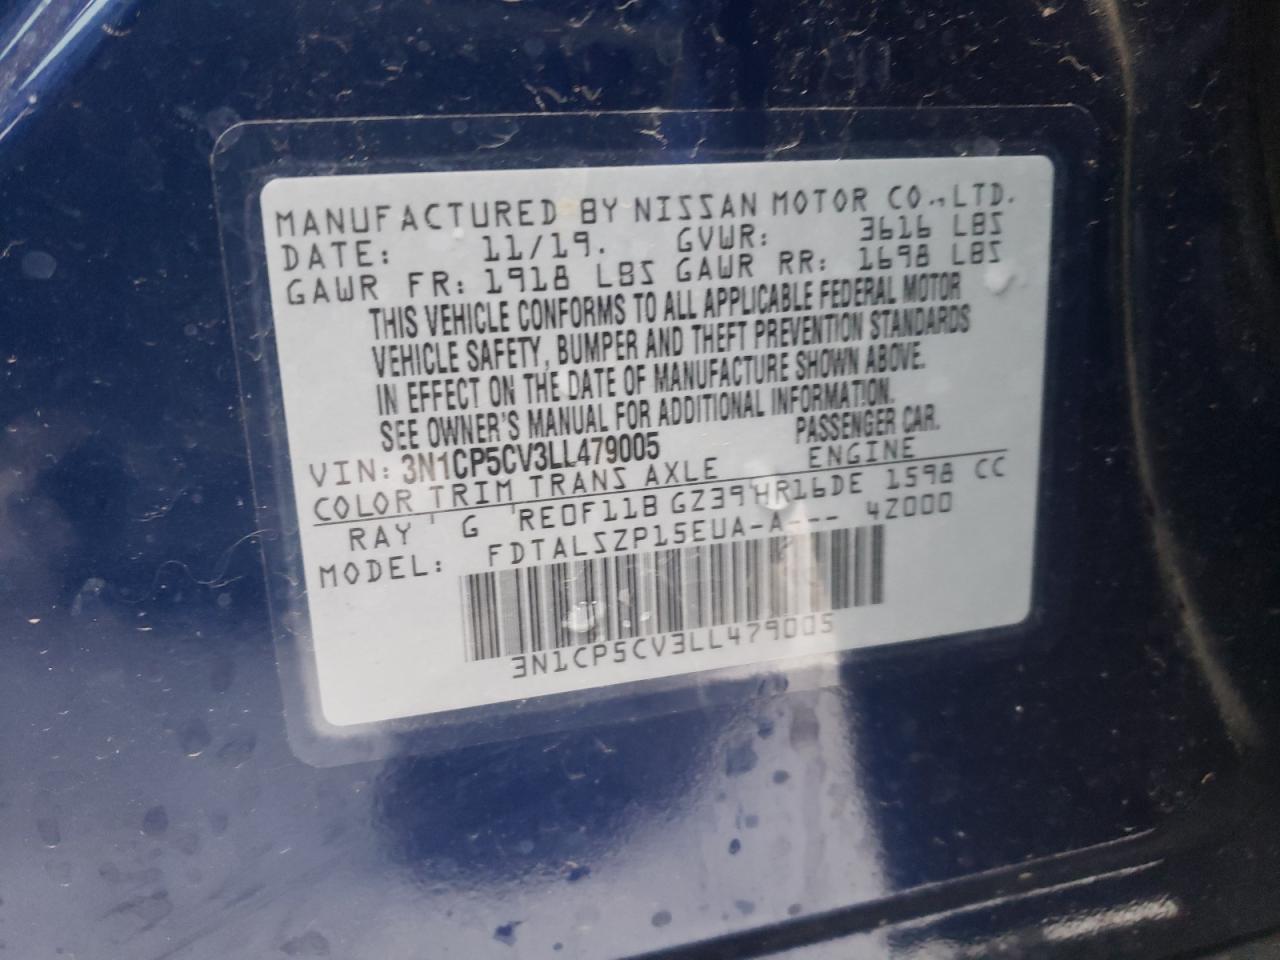 MANUFACTURED BY NISSAN MOTOR CO.,LTD.
DATE: 11/19. GVWR: 3616 LBS
GAWR FR: 1918 LBS GAWR RR: 1698 LBS
THIS VEHICLE CONFORMS TO ALL APPLICABLE FEDERAL MOTOR
VEHICLE SAFETY, BUMPER AND THEFT PREVENTION STANDARDS
IN EFFECT ON THE DATE OF MANUFACTURE SHOWN ABOVE.
SEE OWNER'S MANUAL FOR ADDITIONAL INFORMATION.
VIN: 3N1CP5CV3LL479005 PASSENGER CAR.
COLOR TRIM TRANS AXLE ENGINE
RAY G RE0F11B GZ39 HR16DE 1598 CC
MODEL: FDTALSZP15EUA-A--- 4Z000
3N1CP5CV3LL479005